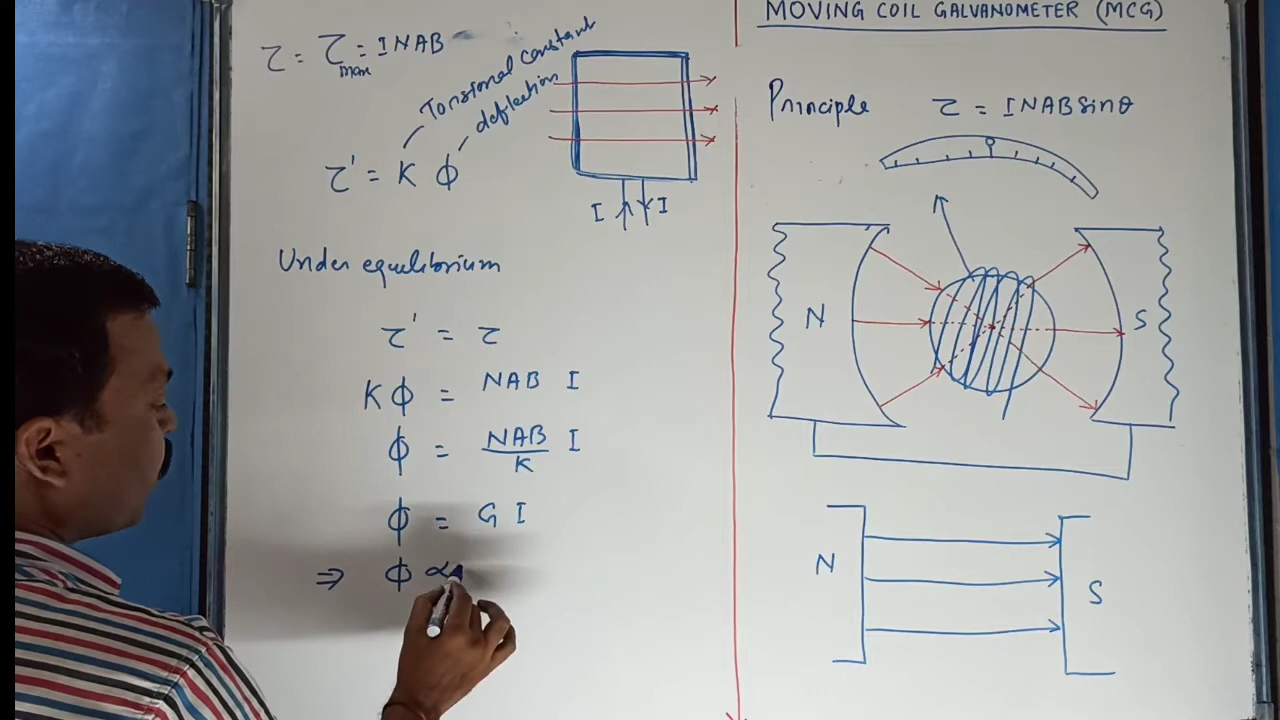 τ = τmax = INAB
Torsional constant
deflection
τ' = K ϕ
I I
Under equilibrium
τ' = τ
Kϕ = NAB I
ϕ = NAB/K I
ϕ = G I
⇒ ϕ α
MOVING COIL GALVANOMETER (MCG)
Principle τ = INAB sinθ
N S
N S